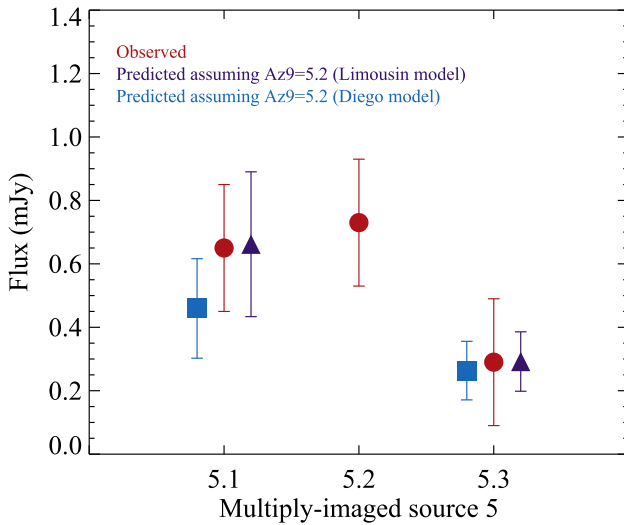 1.4
1.2
1.0
0.8
0.6
0.4
0.2
0.0
Flux (mJy)
Observed
Predicted assuming Az9=5.2 (Limousin model)
Predicted assuming Az9=5.2 (Diego model)
5.1 5.2 5.3
Multiply-imaged source 5